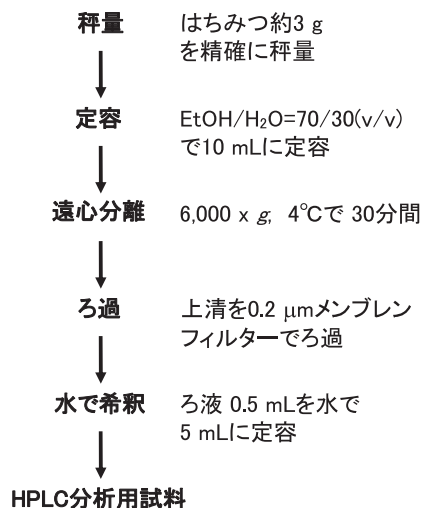 秤量
はちみつ約3 g
を精確に秤量
定容
EtOH/H₂O=70/30(v/v)
で10 mLに定容
遠心分離
6,000 x g, 4℃で 30分間
ろ過
上清を0.2 μmメンブレン
フィルターでろ過
水で希釈
ろ液 0.5 mLを水で
5 mLに定容
HPLC分析用試料